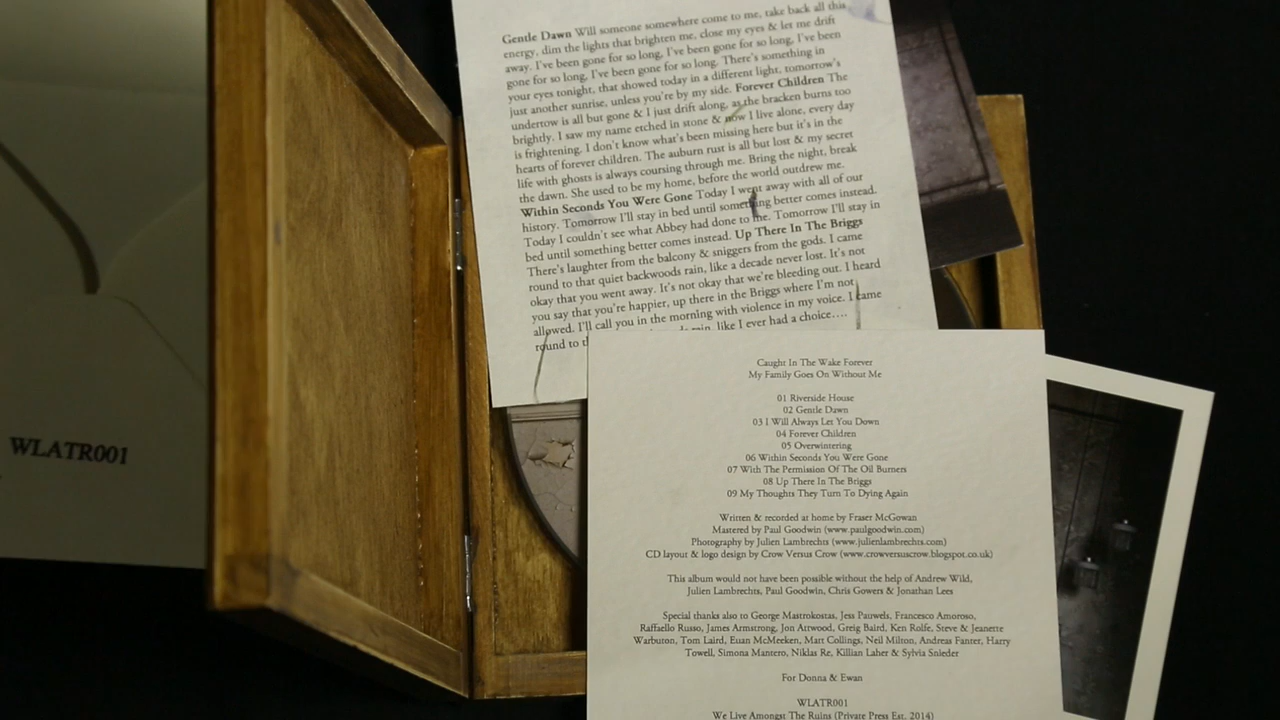 Gentle Dawn Will someone somewhere come to me, take back all this
energy, dim the lights that brighten me, close my eyes & let me drift
away. I've been gone for so long, I've been gone for so long, I've been
gone for so long, I've been gone for so long. There's something in
your eyes tonight, that showed today in a different light, tomorrow's
just another sunrise, unless you're by my side. Forever Children The
undertow is all but gone & I just drift along, as the bracken burns too
brightly. I saw my name etched in stone & now I live alone, every day
is frightening. I don't know what's been missing here but it's in the
hearts of forever children. The auburn rust is all but lost & my secret
life with ghosts is always coursing through me. Bring the night, break
the dawn. She used to be my home, before the world outdrew me.
Within Seconds You Were Gone Today I went away with all of our
history. Tomorrow I'll stay in bed until something better comes instead.
Today I couldn't see what Abbey had done to me. Tomorrow I'll stay in
bed until something better comes instead. Up There In The Briggs
There's laughter from the balcony & sniggers from the gods. I came
round to that quiet backwoods rain, like a decade never lost. It's not
okay that you went away. It's not okay that we're bleeding out. I heard
you say that you're happier, up there in the Briggs where I'm not
allowed. I'll call you in the morning with violence in my voice. I came
round to rain, like I ever had a choice....
WLATR001
Caught In The Wake Forever
My Family Goes On Without Me
01 Riverside House
02 Gentle Dawn
03 I Will Always Let You Down
04 Forever Children
05 Overwintering
06 Within Seconds You Were Gone
07 With The Permission Of The Oil Burners
08 Up There In The Briggs
09 My Thoughts They Turn To Dying Again
Written & recorded at home by Fraser McGowan
Mastered by Paul Goodwin (www.paulgoodwin.com)
Photography by Julien Lambrechts (www.julienlambrechts.com)
CD layout & logo design by Crow Versus Crow (www.crowversuscrow.blogspot.co.uk)
This album would not have been possible without the help of Andrew Wild,
Julien Lambrechts, Paul Goodwin, Chris Gowers & Jonathan Lees
Special thanks also to George Mastrokostas, Jess Pauwels, Francesco Amoroso,
Raffaello Russo, James Armstrong, Jon Attwood, Greig Baird, Ken Rolfe, Steve & Jeanette
Warbuton, Tom Laird, Euan McMeeken, Matt Collings, Neil Milton, Andreas Fanter, Harry
Towell, Simona Mantero, Niklas Re, Killian Laher & Sylvia Snieder
For Donna & Ewan
WLATR001
We Live Amongst The Ruins (Private Press Est. 2014)